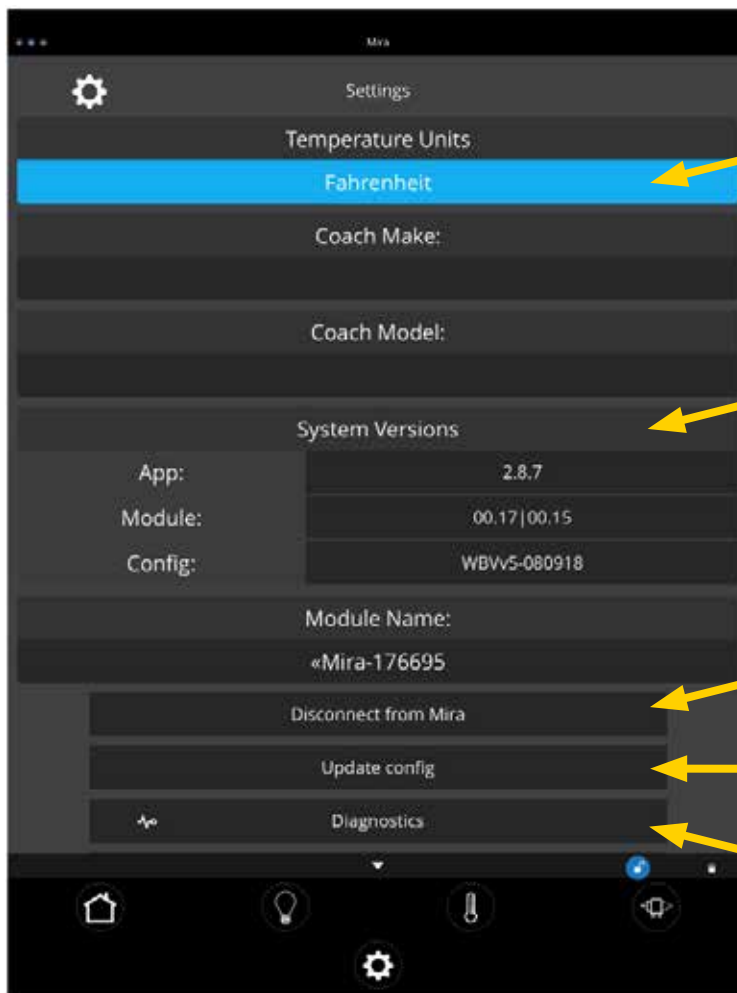 Mira
Settings
Temperature Units
Fahrenheit
Coach Make:
Coach Model:
System Versions
App: 2.8.7
Module: 00.17|00.15
Config: WBVv5-080918
Module Name:
«Mira-176695
Disconnect from Mira
Update config
Diagnostics